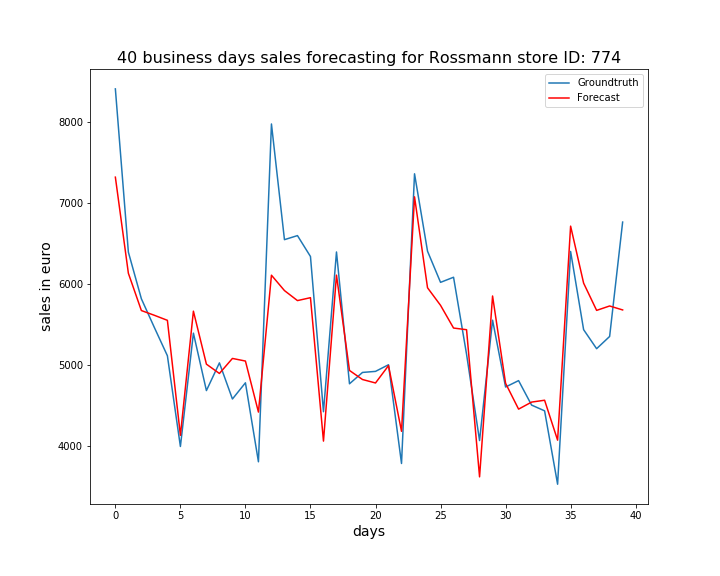 40 business days sales forecasting for Rossmann store ID: 774
Groundtruth
Forecast
8000
7000
6000
5000
4000
sales in euro
0 5 10 15 20 25 30 35 40
days